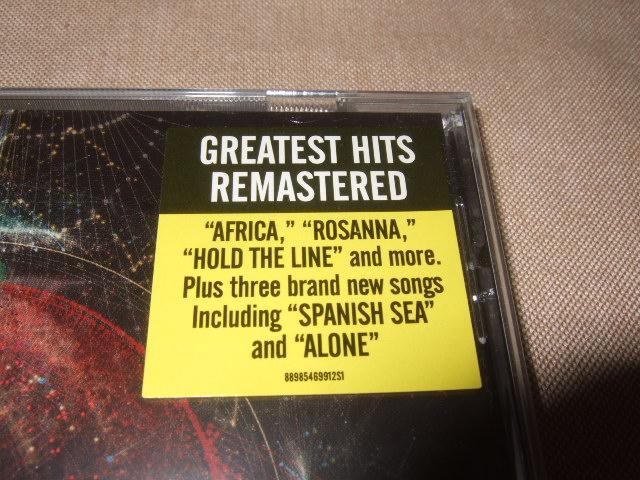 GREATEST HITS
REMASTERED
“AFRICA,” “ROSANNA,”
“HOLD THE LINE” and more.
Plus three brand new songs
Including “SPANISH SEA”
and “ALONE”
88985469912S1